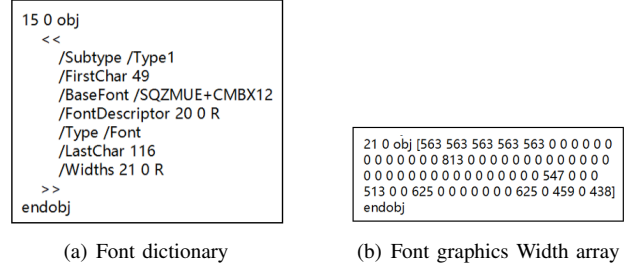 15 0 obj
<<
/Subtype /Type1
/FirstChar 49
/BaseFont /SQZMUE+CMBX12
/FontDescriptor 20 0 R
/Type /Font
/LastChar 116
/Widths 21 0 R
>>
endobj
(a) Font dictionary
21 0 obj [563 563 563 563 563 0 0 0 0 0 0
0 0 0 0 0 0 0 813 0 0 0 0 0 0 0 0 0 0 0 0 0
0 0 0 0 0 0 0 0 0 0 0 0 0 0 0 0 547 0 0 0
513 0 0 625 0 0 0 0 0 0 0 625 0 459 0 438]
endobj
(b) Font graphics Width array